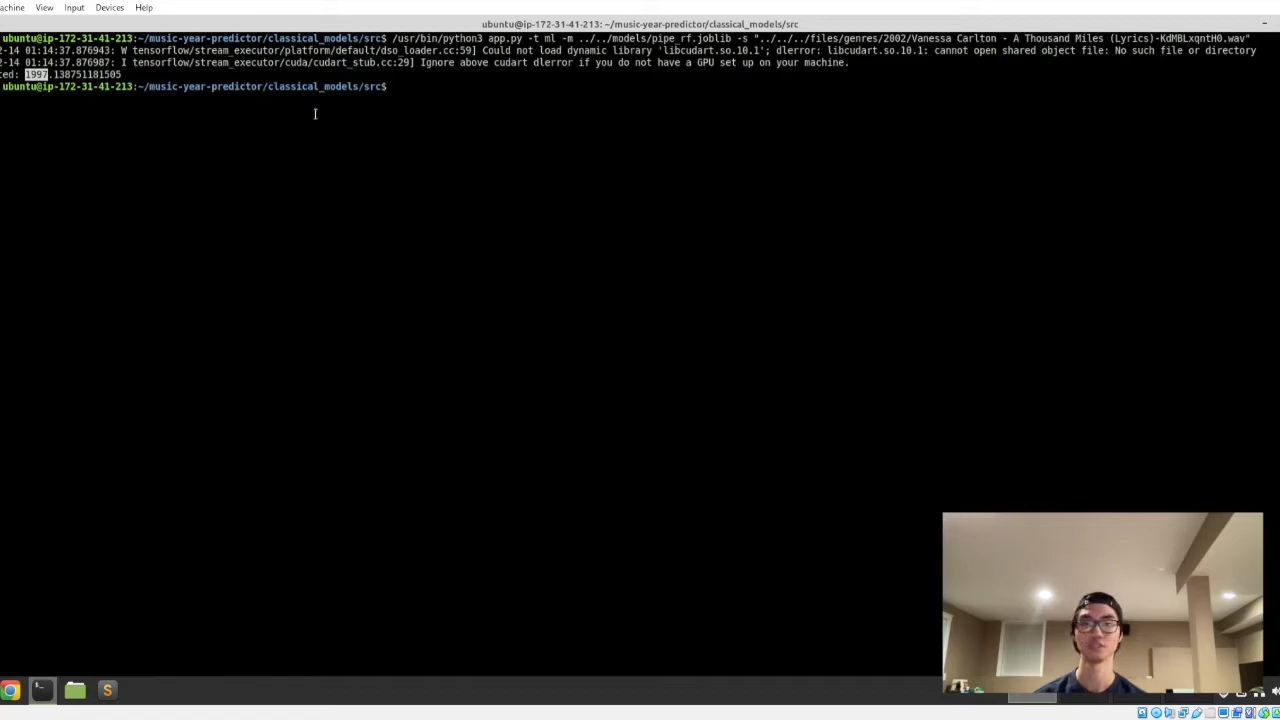 achine View Input Devices Help
ubuntu@ip-172-31-41-213: ~/music-year-predictor/classical_models/src
ubuntu@ip-172-31-41-213:~/music-year-predictor/classical_models/src$ /usr/bin/python3 app.py -t ml -m ../../models/pipe_rf.joblib -s "../../../files/genres/2002/Vanessa Carlton - A Thousand Miles (Lyrics)-KdMBLxqntH0.wav"
2-14 01:14:37.876943: W tensorflow/stream_executor/platform/default/dso_loader.cc:59] Could not load dynamic library 'libcudart.so.10.1'; dlerror: libcudart.so.10.1: cannot open shared object file: No such file or directory
2-14 01:14:37.876987: I tensorflow/stream_executor/cuda/cudart_stub.cc:29] Ignore above cudart dlerror if you do not have a GPU set up on your machine.
ted: 1997.138751181505
ubuntu@ip-172-31-41-213:~/music-year-predictor/classical_models/src$